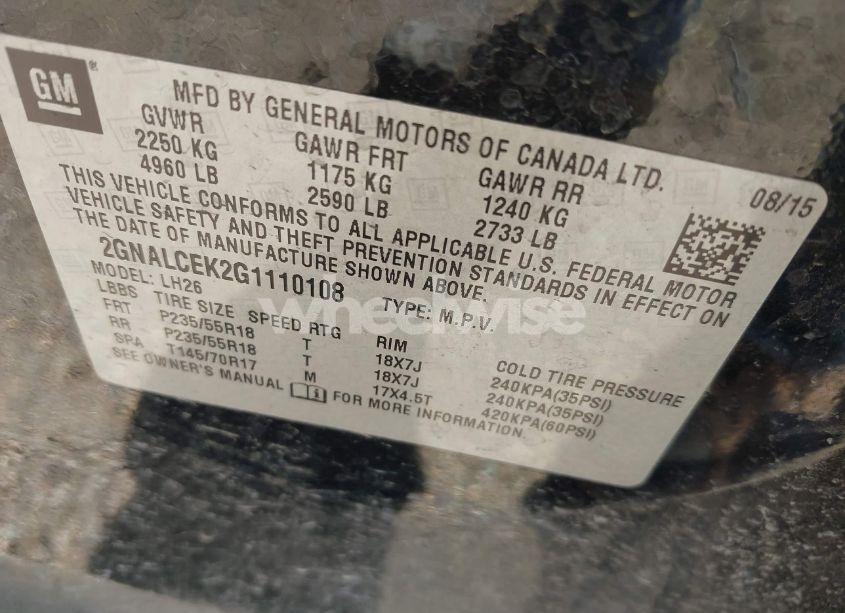 GM®
MFD BY GENERAL MOTORS OF CANADA LTD.
08/15
GVWR GAWR FRT GAWR RR
2250 KG 1175 KG 1240 KG
4960 LB 2590 LB 2733 LB
THIS VEHICLE CONFORMS TO ALL APPLICABLE U.S. FEDERAL MOTOR
VEHICLE SAFETY AND THEFT PREVENTION STANDARDS IN EFFECT ON
THE DATE OF MANUFACTURE SHOWN ABOVE.
2GNALCEK2G1110108 TYPE: M.P.V.
MODEL: LH26
LBBS TIRE SIZE SPEED RTG RIM COLD TIRE PRESSURE
FRT P235/55R18 T 18X7J 240KPA(35PSI)
RR P235/55R18 T 18X7J 240KPA(35PSI)
SPA T145/70R17 M 17X4.5T 420KPA(60PSI)
SEE OWNER'S MANUAL i FOR MORE INFORMATION.
wheelwise